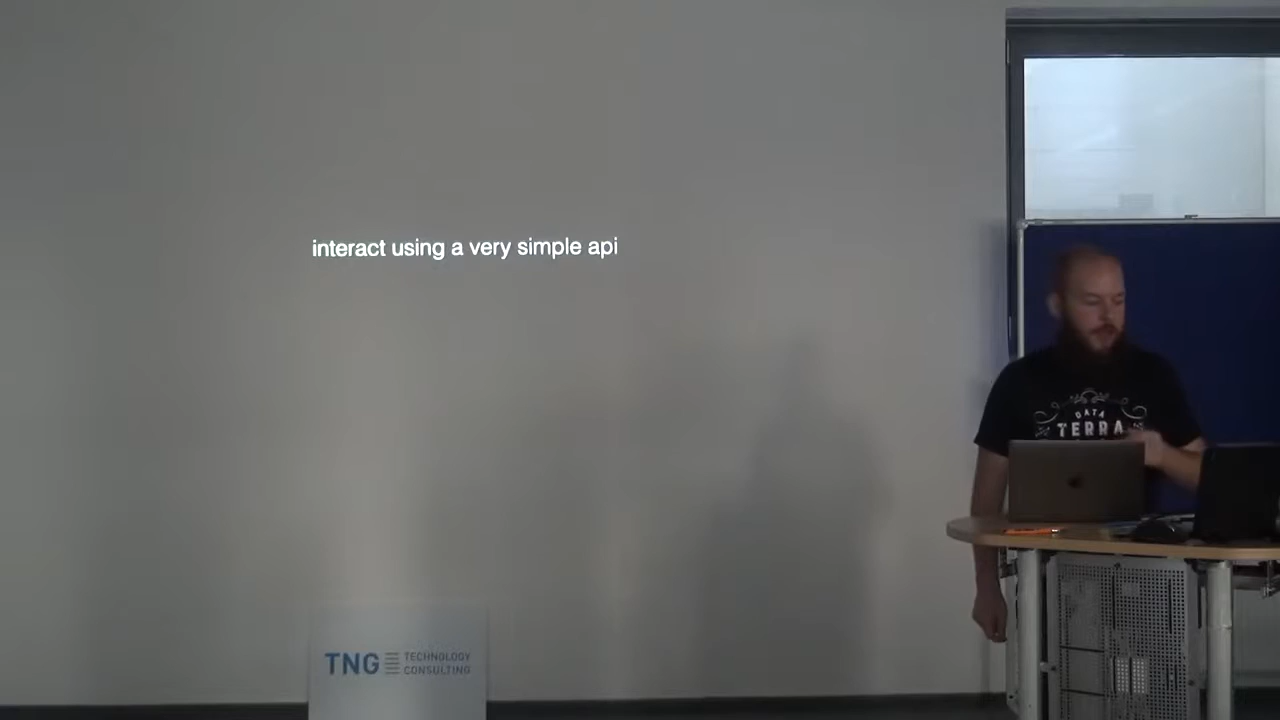 interact using a very simple api
DATA
TERRA
TNG TECHNOLOGY
CONSULTING